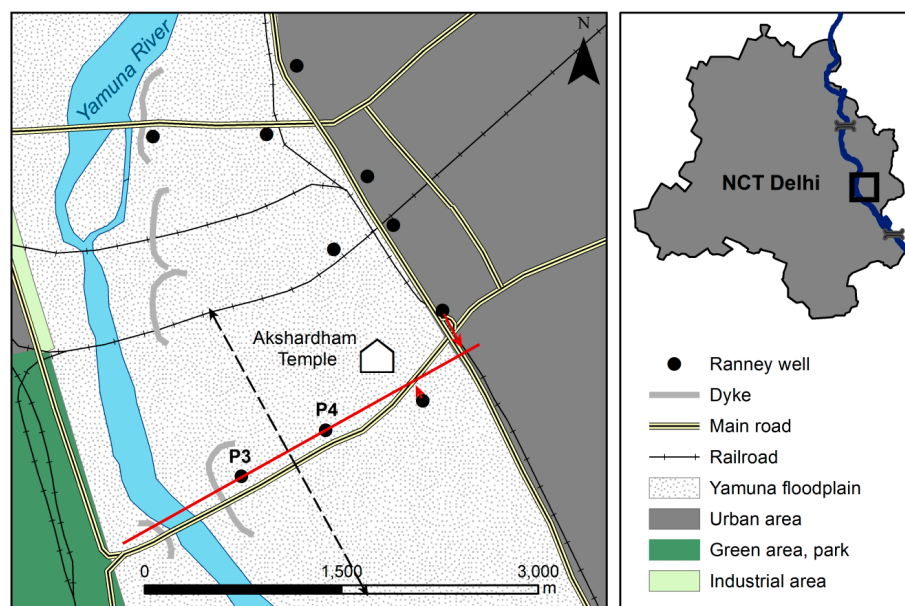 Yamuna River
N
Akshardham
Temple
P4
P3
0
1,500
3,000
m
NCT Delhi
Ranney well
Dyke
Main road
Railroad
Yamuna floodplain
Urban area
Green area, park
Industrial area